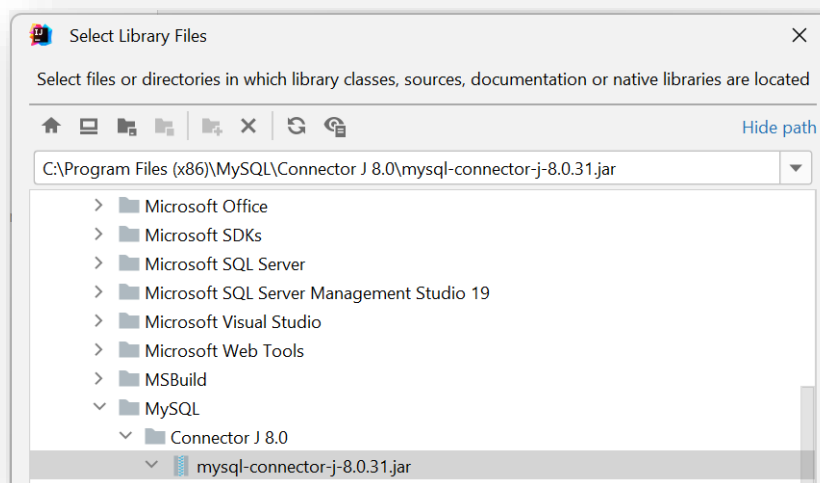 Select Library Files
Select files or directories in which library classes, sources, documentation or native libraries are located
Hide path
C:\Program Files (x86)\MySQL\Connector J 8.0\mysql-connector-j-8.0.31.jar
Microsoft Office
Microsoft SDKs
Microsoft SQL Server
Microsoft SQL Server Management Studio 19
Microsoft Visual Studio
Microsoft Web Tools
MSBuild
MySQL
Connector J 8.0
mysql-connector-j-8.0.31.jar